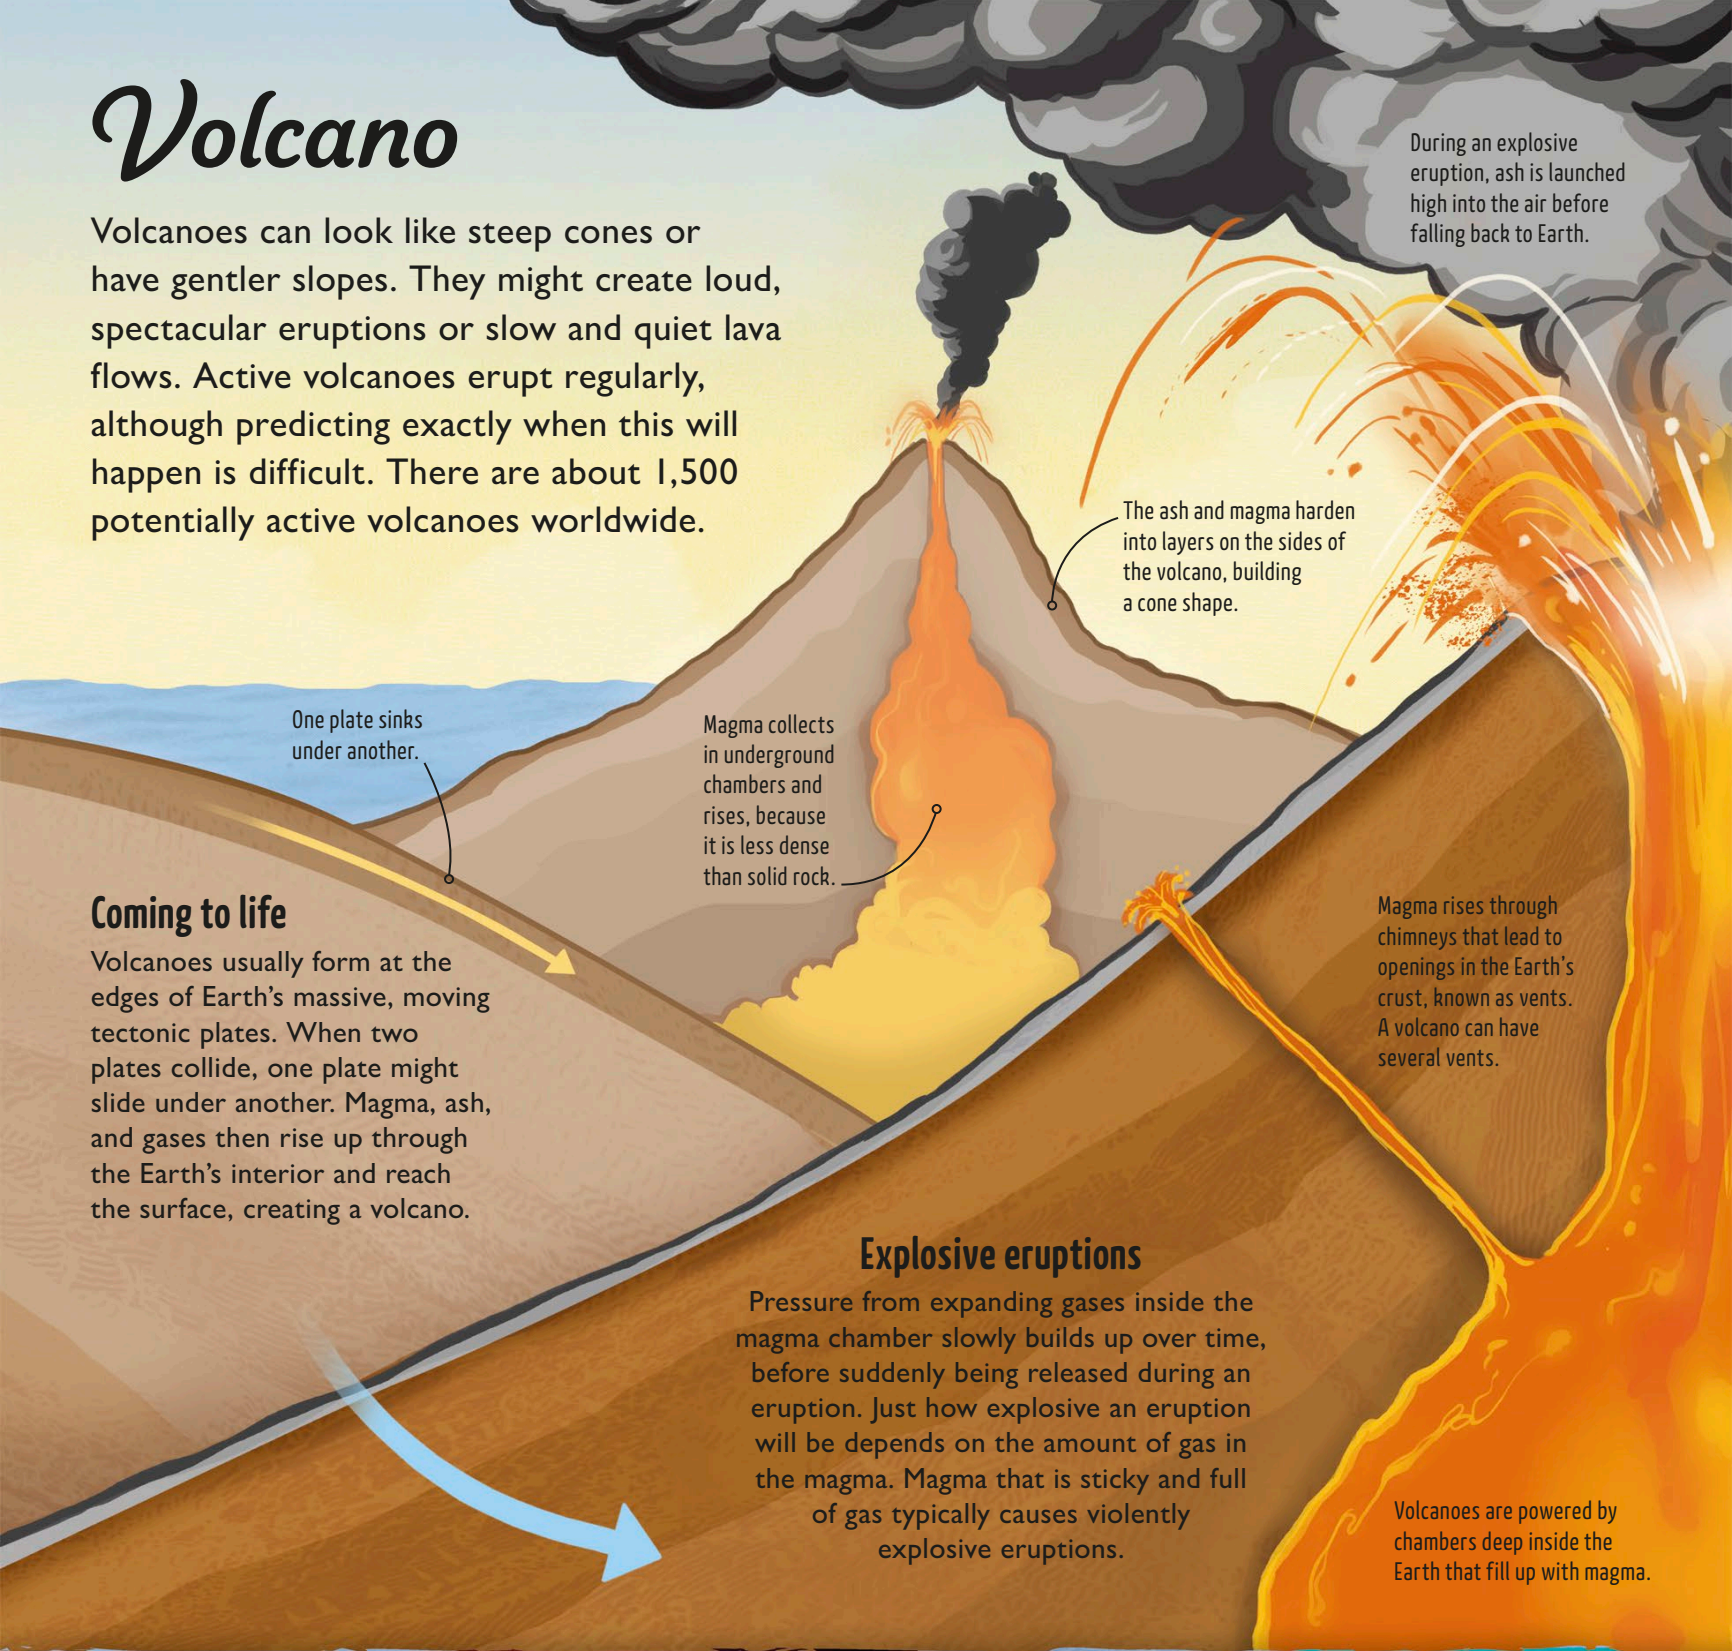 Volcano
Volcanoes can look like steep cones or
have gentler slopes. They might create loud,
spectacular eruptions or slow and quiet lava
flows. Active volcanoes erupt regularly,
although predicting exactly when this will
happen is difficult. There are about 1,500
potentially active volcanoes worldwide.
During an explosive
eruption, ash is launched
high into the air before
falling back to Earth.
The ash and magma harden
into layers on the sides of
the volcano, building
a cone shape.
One plate sinks
under another.
Magma collects
in underground
chambers and
rises, because
it is less dense
than solid rock.
Coming to life
Volcanoes usually form at the
edges of Earth's massive, moving
tectonic plates. When two
plates collide, one plate might
slide under another. Magma, ash,
and gases then rise up through
the Earth's interior and reach
the surface, creating a volcano.
Magma rises through
chimneys that lead to
openings in the Earth's
crust, known as vents.
A volcano can have
several vents.
Explosive eruptions
Pressure from expanding gases inside the
magma chamber slowly builds up over time,
before suddenly being released during an
eruption. Just how explosive an eruption
will be depends on the amount of gas in
the magma. Magma that is sticky and full
of gas typically causes violently
explosive eruptions.
Volcanoes are powered by
chambers deep inside the
Earth that fill up with magma.